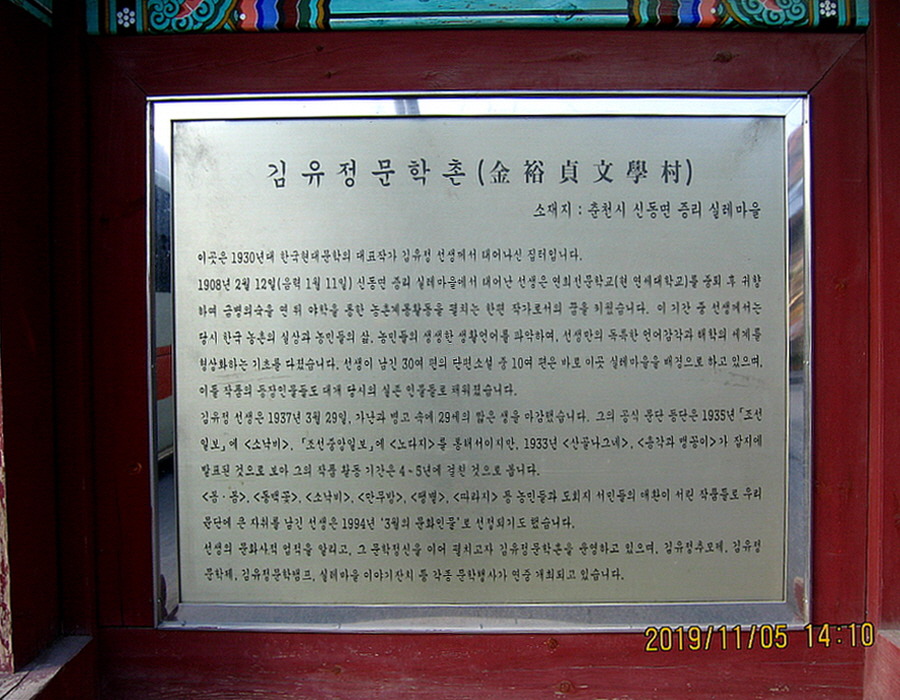 김유정문학촌(金裕貞文學村)
소재지 : 춘천시 신동면 증리 실레마을
이곳은 1930년대 한국현대문학의 대표작가 김유정 선생께서 태어나신 집터입니다.
1908년 2월 12일(음력 1월 11일) 신동면 증리 실레마을에서 태어난 선생은 연희전문학교(현 연세대학교)를 중퇴 후 귀향
하여 금병의숙을 연 뒤 야학을 통한 농촌계몽활동을 펼치는 한편 작가로서의 꿈을 키웠습니다. 이 기간 중 선생께서는
당시 한국 농촌의 실상과 농민들의 삶, 농민들의 생생한 생활언어를 파악하여, 선생만의 독특한 언어감각과 해학의 세계를
형상화하는 기초를 다졌습니다. 선생이 남긴 30여 편의 단편소설 중 10여 편은 바로 이곳 실레마을을 배경으로 하고 있으며,
이들 작품의 등장인물들도 대개 당시의 실존 인물들로 채워졌습니다.
김유정 선생은 1937년 3월 29일, 가난과 병고 속에 29세의 짧은 생을 마감했습니다. 그의 공식 문단 등단은 1935년 「조선
일보」에 <소낙비>, 「조선중앙일보」에 <노다지>를 통해서이지만, 1933년 <산골나그네>, <총각과 맹꽁이>가 잡지에
발표된 것으로 보아 그의 작품 활동 기간은 4~5년에 걸친 것으로 봅니다.
<봄·봄>, <동백꽃>, <소낙비>, <만무방>, <땡볕>, <따라지> 등 농민들과 도회지 서민들의 애환이 서린 작품들로 우리
문단에 큰 자취를 남긴 선생은 1994년 '3월의 문화인물'로 선정되기도 했습니다.
선생의 문학사적 업적을 알리고, 그 문학정신을 이어 펼치고자 김유정문학촌을 운영하고 있으며, 김유정추모제, 김유정
문학제, 김유정문학캠프, 실레마을 이야기잔치 등 각종 문학행사가 연중 개최되고 있습니다.
2019/11/05 14:10